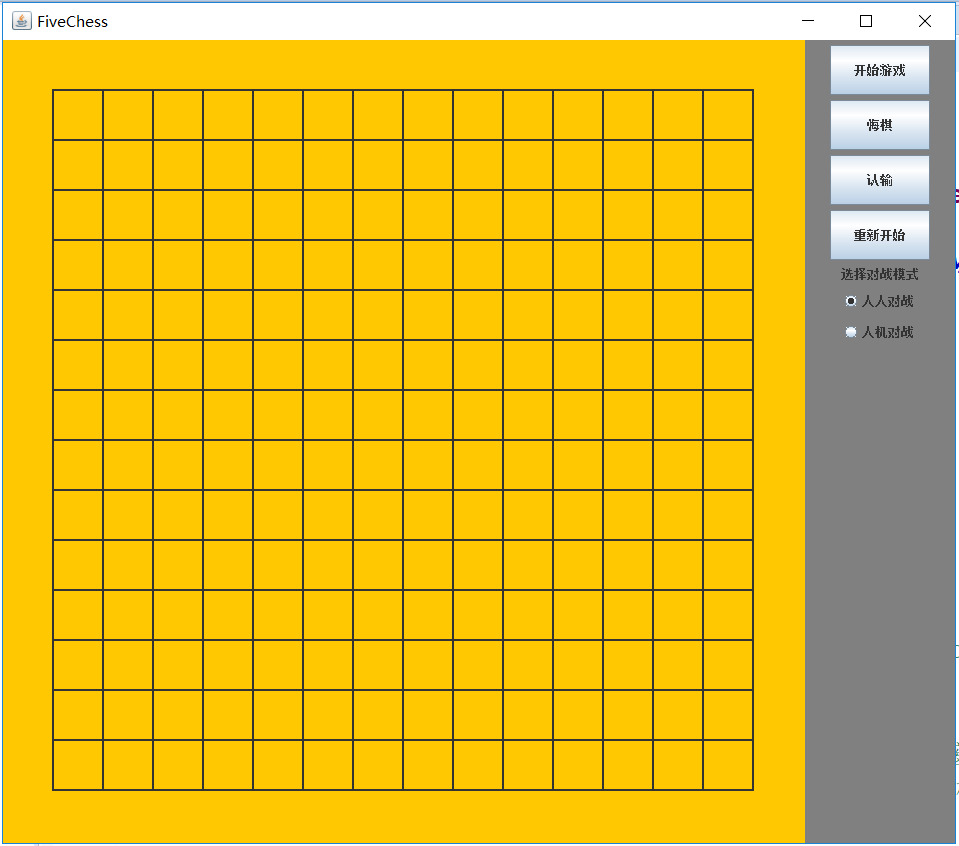 FiveChess
开始游戏
悔棋
认输
重新开始
选择对战模式
人人对战
人机对战